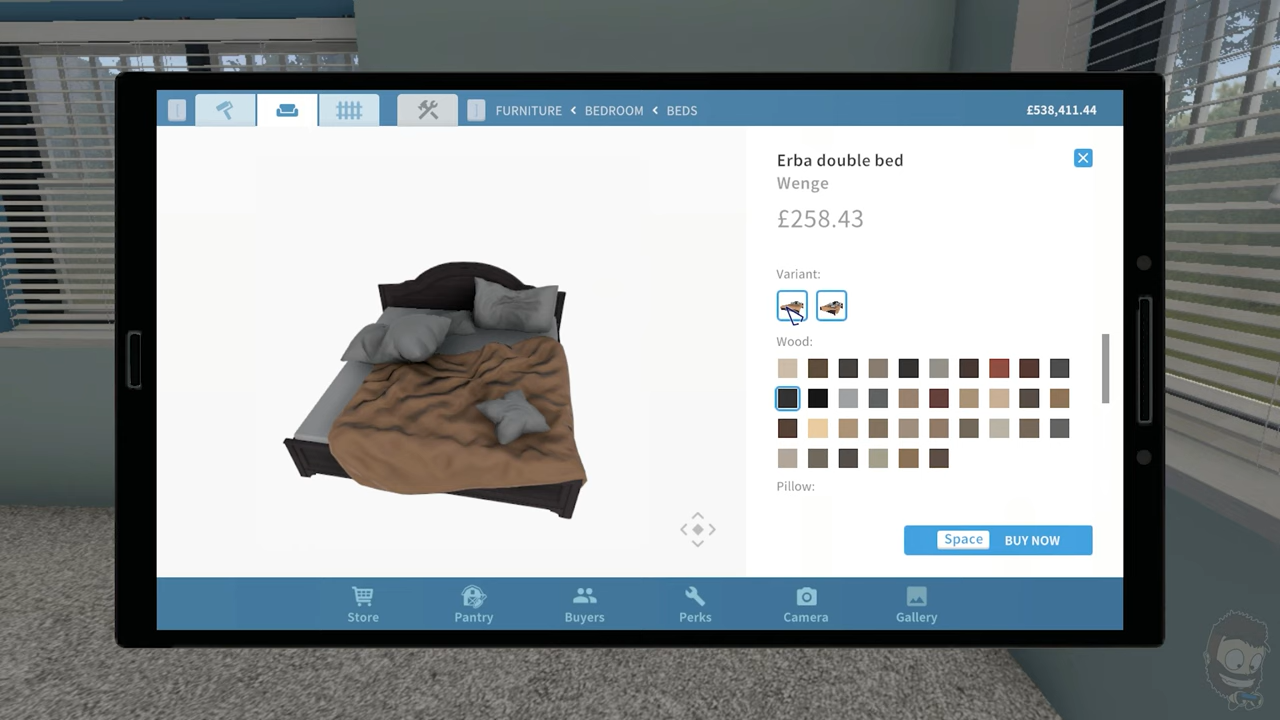 FURNITURE < BEDROOM < BEDS
£538,411.44
Erba double bed
Wenge
£258.43
Variant:
Wood:
Pillow:
Space BUY NOW
Store
Pantry
Buyers
Perks
Camera
Gallery